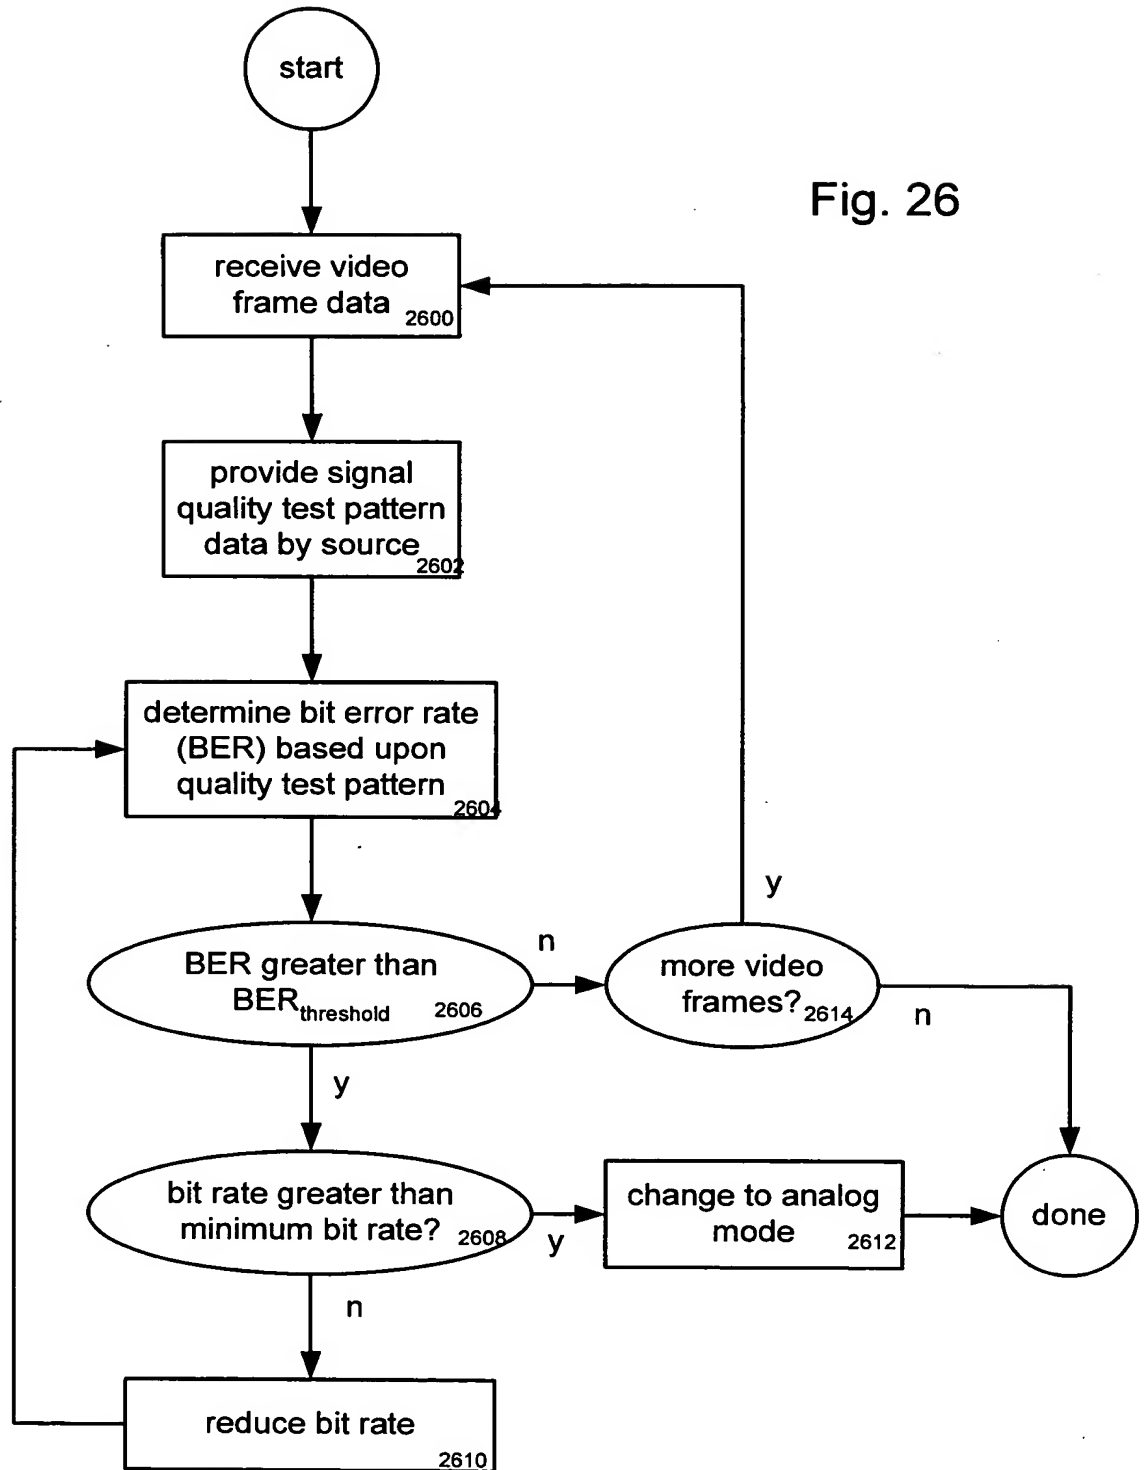 start
Fig. 26
receive video
frame data
2600
provide signal
quality test pattern
data by source
2602
determine bit error rate
(BER) based upon
quality test pattern
2604
BER greater than
BERthreshold
2606
n
more video
frames?
2614
y
n
y
bit rate greater than
minimum bit rate?
2608
y
change to analog
mode
2612
done
n
reduce bit rate
2610